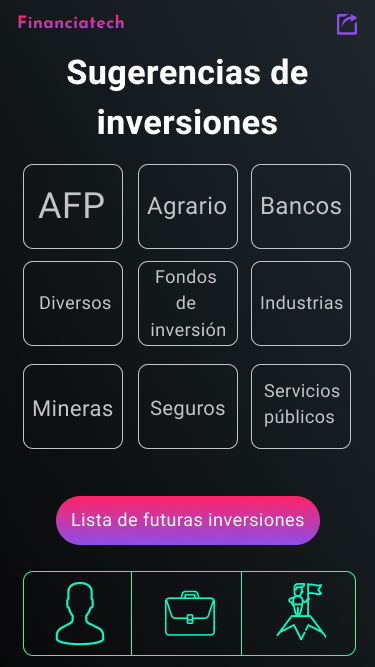 Financiatech
Sugerencias de
inversiones
AFP
Agrario
Bancos
Diversos
Fondos
de
inversión
Industrias
Mineras
Seguros
Servicios
públicos
Lista de futuras inversiones